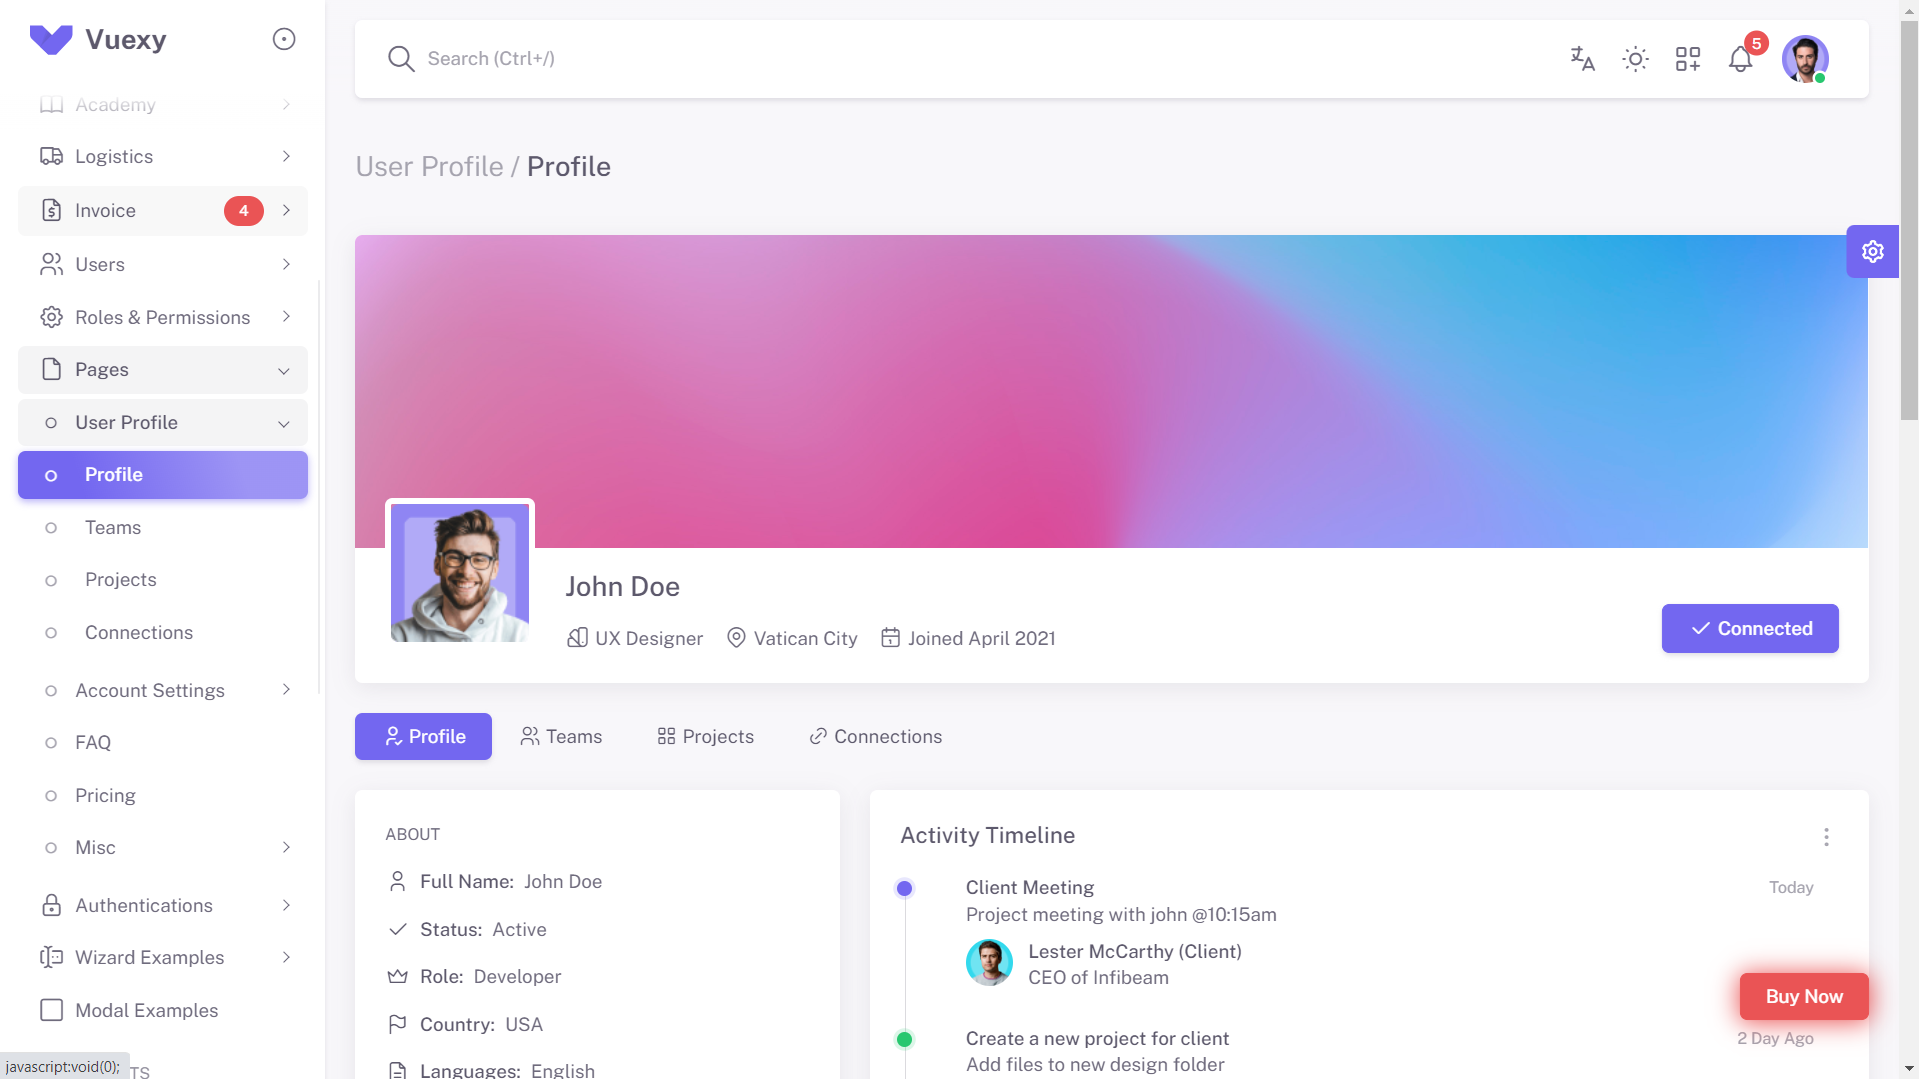 Vuexy
Academy
Logistics
Invoice
4
Users
Roles & Permissions
Pages
User Profile
Profile
Teams
Projects
Connections
Account Settings
FAQ
Pricing
Misc
Authentications
Wizard Examples
Modal Examples
TS
javascript:void(0);
Search (Ctrl+/)
5
User Profile / Profile
John Doe
UX Designer Vatican City Joined April 2021
Connected
Profile Teams Projects Connections
ABOUT
Full Name: John Doe
Status: Active
Role: Developer
Country: USA
Languages: English
Activity Timeline
Client Meeting Today
Project meeting with john @10:15am
Lester McCarthy (Client)
CEO of Infibeam
Buy Now
Create a new project for client 2 Day Ago
Add files to new design folder